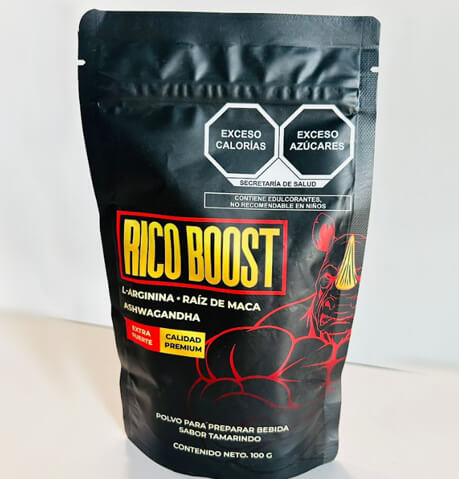 EXCESO CALORÍAS
EXCESO AZÚCARES
SECRETARÍA DE SALUD
CONTIENE EDULCORANTES,
NO RECOMENDABLE EN NIÑOS
RICO BOOST
L-ARGININA • RAÍZ DE MACA
ASHWAGANDHA
EXTRA FUERTE
CALIDAD PREMIUM
POLVO PARA PREPARAR BEBIDA
SABOR TAMARINDO
CONTENIDO NETO. 100 G